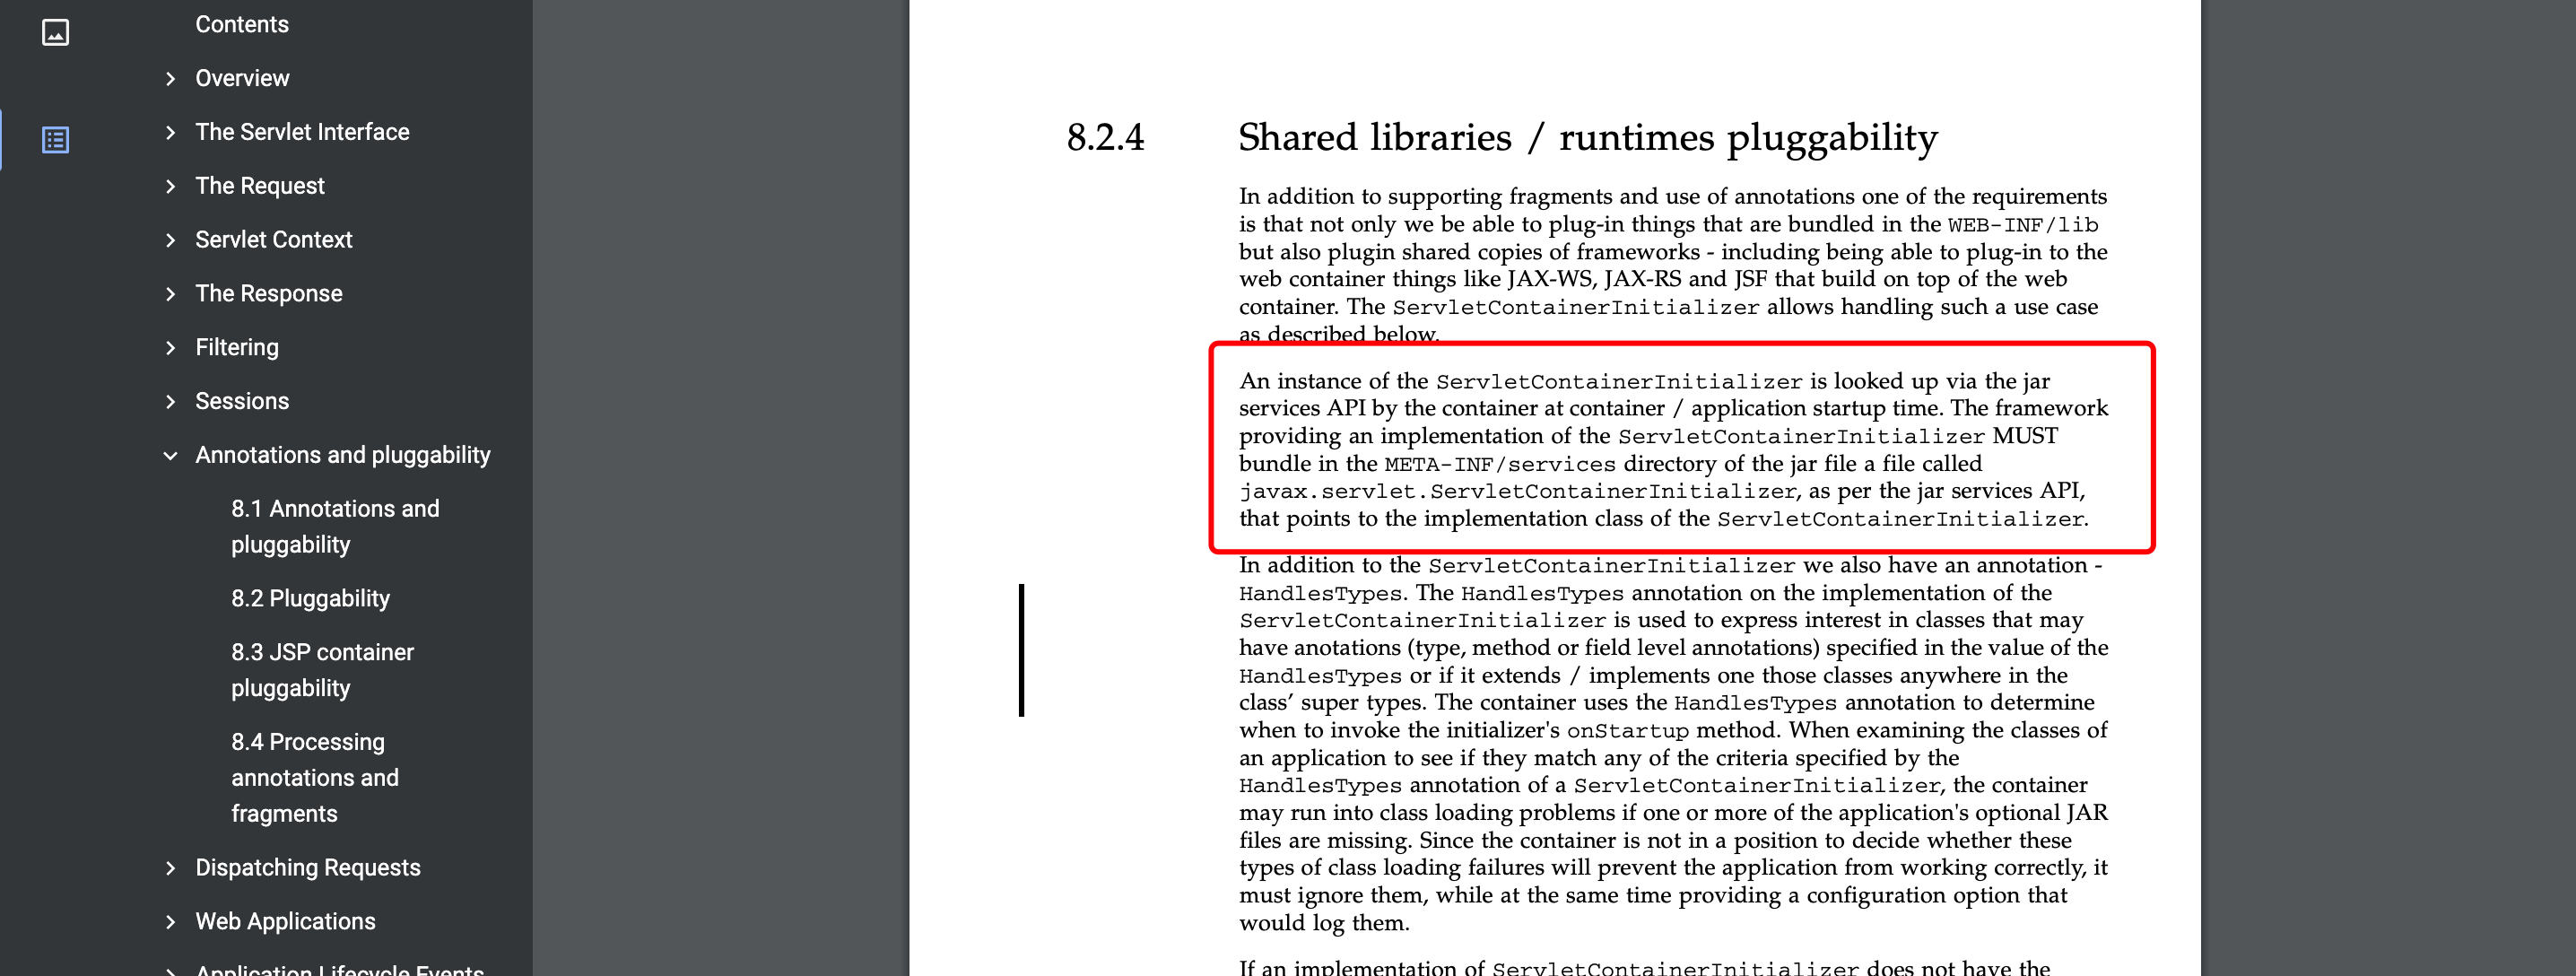 Contents
Overview
The Servlet Interface
The Request
Servlet Context
The Response
Filtering
Sessions
Annotations and pluggability
8.1 Annotations and
pluggability
8.2 Pluggability
8.3 JSP container
pluggability
8.4 Processing
annotations and
fragments
Dispatching Requests
Web Applications
Application Lifecycle Events
8.2.4 Shared libraries / runtimes pluggability
In addition to supporting fragments and use of annotations one of the requirements
is that not only we be able to plug-in things that are bundled in the WEB-INF/lib
but also plugin shared copies of frameworks - including being able to plug-in to the
web container things like JAX-WS, JAX-RS and JSF that build on top of the web
container. The ServletContainerInitializer allows handling such a use case
as described below.
An instance of the ServletContainerInitializer is looked up via the jar
services API by the container at container / application startup time. The framework
providing an implementation of the ServletContainerInitializer MUST
bundle in the META-INF/services directory of the jar file a file called
javax.servlet.ServletContainerInitializer, as per the jar services API,
that points to the implementation class of the ServletContainerInitializer.
In addition to the ServletContainerInitializer we also have an annotation -
HandlesTypes. The HandlesTypes annotation on the implementation of the
ServletContainerInitializer is used to express interest in classes that may
have anotations (type, method or field level annotations) specified in the value of the
HandlesTypes or if it extends / implements one those classes anywhere in the
class’ super types. The container uses the HandlesTypes annotation to determine
when to invoke the initializer's onStartup method. When examining the classes of
an application to see if they match any of the criteria specified by the
HandlesTypes annotation of a ServletContainerInitializer, the container
may run into class loading problems if one or more of the application's optional JAR
files are missing. Since the container is not in a position to decide whether these
types of class loading failures will prevent the application from working correctly, it
must ignore them, while at the same time providing a configuration option that
would log them.
If an implementation of ServletContainerInitializer does not have the